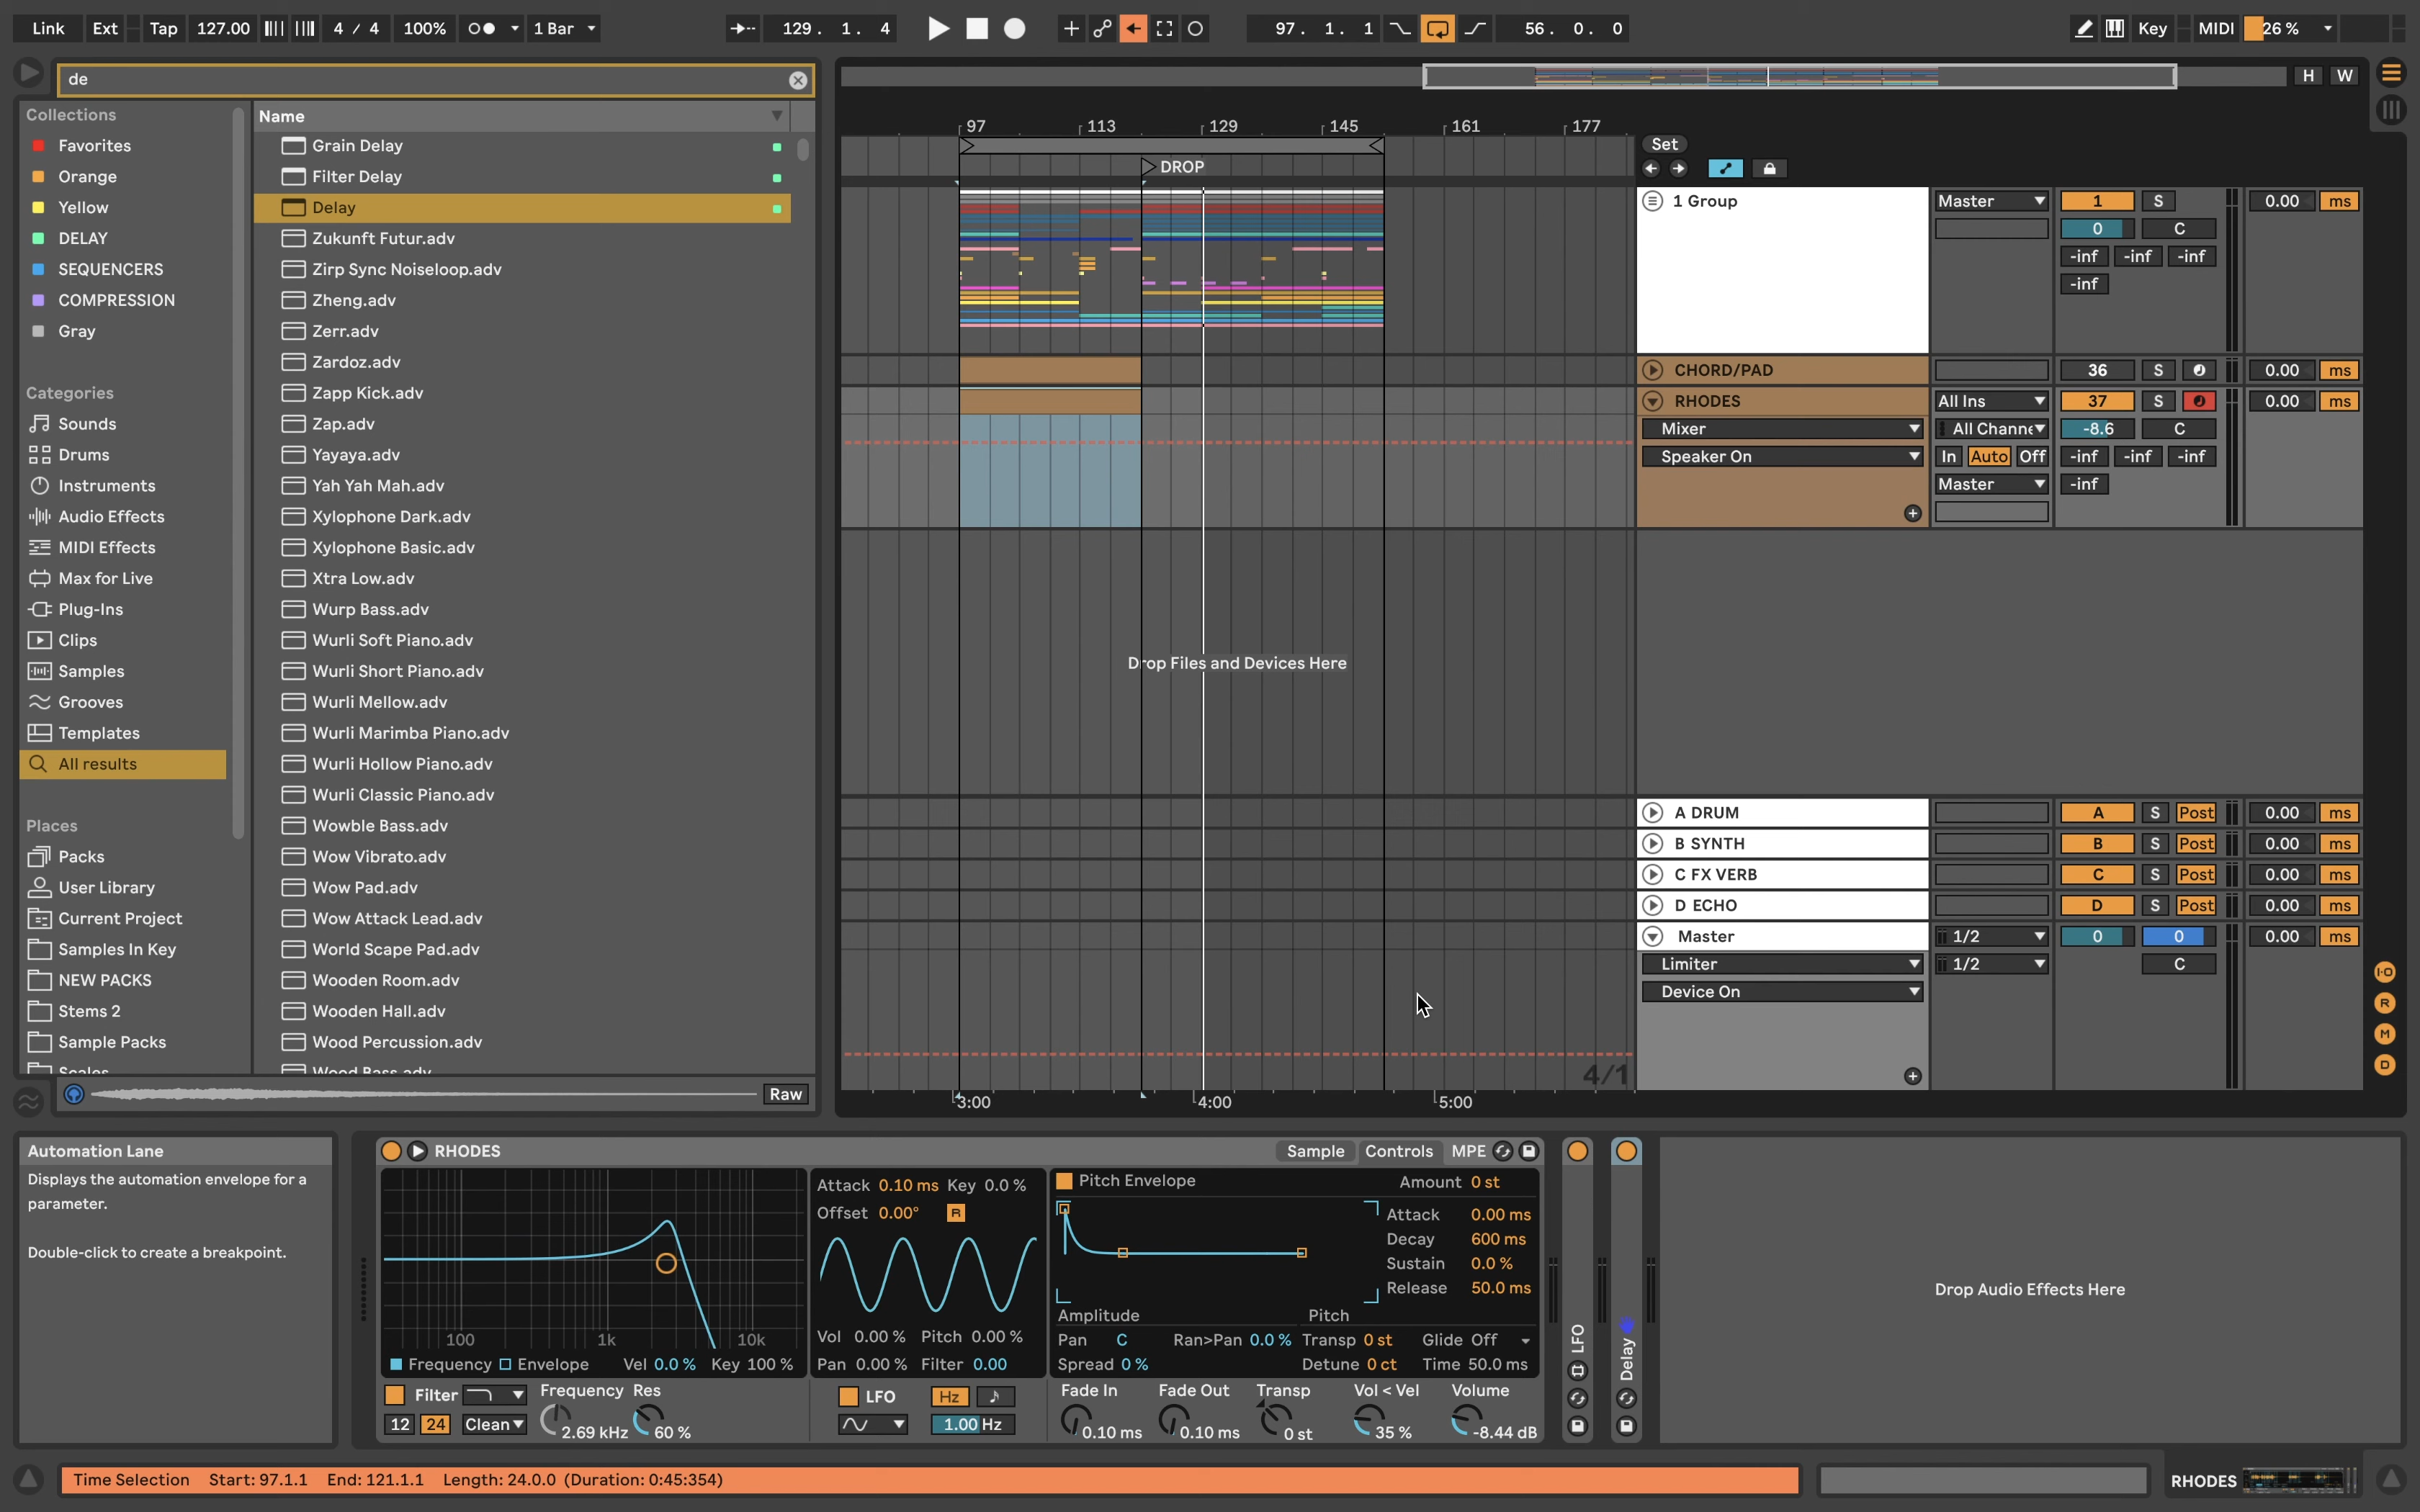 Link Ext Tap 127.00 4 / 4 100% 1 Bar 129. 1. 4 97. 1. 1 56. 0. 0 Key MIDI 26 %
de
H W
Collections
Favorites
Orange
Yellow
DELAY
SEQUENCERS
COMPRESSION
Gray
Categories
Sounds
Drums
Instruments
Audio Effects
MIDI Effects
Max for Live
Plug-Ins
Clips
Samples
Grooves
Templates
All results
Places
Packs
User Library
Current Project
Samples In Key
NEW PACKS
Stems 2
Sample Packs
Name
Grain Delay
Filter Delay
Delay
Zukunft Futur.adv
Zirp Sync Noiseloop.adv
Zheng.adv
Zerr.adv
Zardoz.adv
Zapp Kick.adv
Zap.adv
Yayaya.adv
Yah Yah Mah.adv
Xylophone Dark.adv
Xylophone Basic.adv
Xtra Low.adv
Wurp Bass.adv
Wurli Soft Piano.adv
Wurli Short Piano.adv
Wurli Mellow.adv
Wurli Marimba Piano.adv
Wurli Hollow Piano.adv
Wurli Classic Piano.adv
Wowble Bass.adv
Wow Vibrato.adv
Wow Pad.adv
Wow Attack Lead.adv
World Scape Pad.adv
Wooden Room.adv
Wooden Hall.adv
Wood Percussion.adv
Raw
97 113 129 145 161 177
Set
DROP
1 Group Master 1 S 0.00 ms
0 C
-inf -inf -inf
-inf
CHORD/PAD 36 S 0.00 ms
RHODES All Ins 37 S 0.00 ms
Mixer All Channe -8.6 C
Speaker On In Auto Off -inf -inf -inf
Master -inf
Drop Files and Devices Here
A DRUM A S Post 0.00 ms
B SYNTH B S Post 0.00 ms
C FX VERB C S Post 0.00 ms
D ECHO D S Post 0.00 ms
Master 1/2 0 0 0.00 ms
Limiter 1/2 C
Device On
I·O
R
M
D
4/1
3:00 4:00 5:00
Automation Lane
Displays the automation envelope for a
parameter.
Double-click to create a breakpoint.
RHODES Sample Controls MPE
100 1k 10k
Frequency Envelope Vel 0.0 % Key 100 %
Filter Frequency Res
12 24 Clean 2.69 kHz 60 %
Attack 0.10 ms Key 0.0 %
Offset 0.00° R
Vol 0.00 % Pitch 0.00 %
Pan 0.00 % Filter 0.00
LFO Hz
1.00 Hz
Pitch Envelope Amount 0 st
Attack 0.00 ms
Decay 600 ms
Sustain 0.0 %
Release 50.0 ms
Amplitude Pitch
Pan C Ran>Pan 0.0 % Transp 0 st Glide Off
Spread 0 % Detune 0 ct Time 50.0 ms
Fade In Fade Out Transp Vol < Vel Volume
0.10 ms 0.10 ms 0 st 35 % -8.44 dB
LFO
Delay
Drop Audio Effects Here
Time Selection Start: 97.1.1 End: 121.1.1 Length: 24.0.0 (Duration: 0:45:354)
RHODES